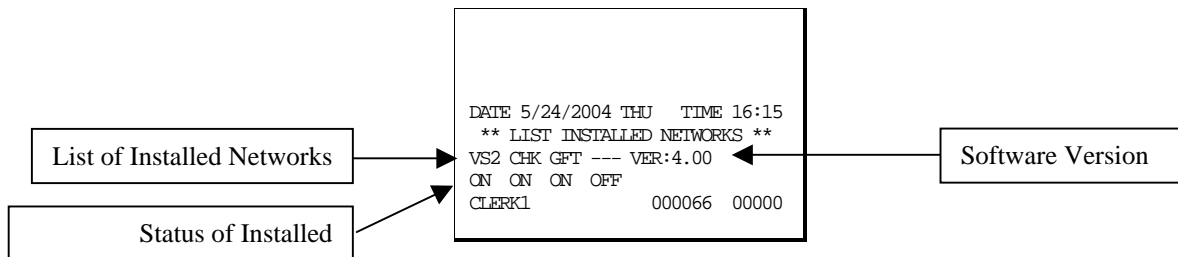 DATE 5/24/2004 THU TIME 16:15
** LIST INSTALLED NETWORKS **
List of Installed Networks
VS2 CHK GFT --- VER:4.00
Software Version
ON ON ON OFF
CLERK1 000066 00000
Status of Installed